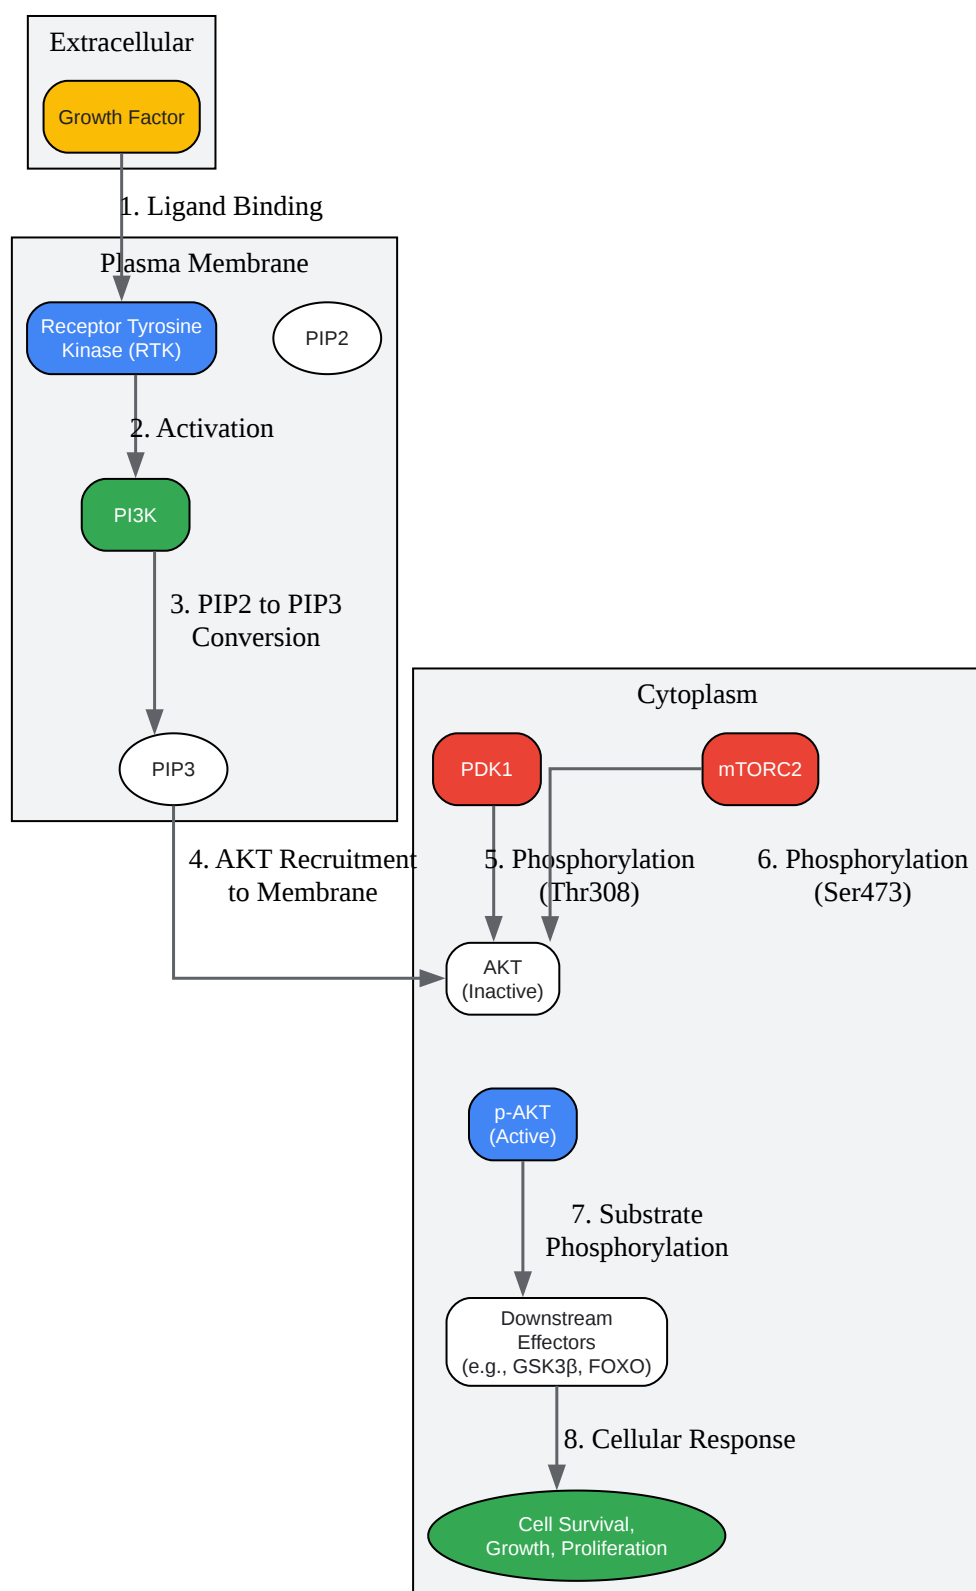 Extracellular
Growth Factor
1. Ligand Binding
Plasma Membrane
Receptor Tyrosine
Kinase (RTK)
PIP2
2. Activation
PI3K
3. PIP2 to PIP3
Conversion
PIP3
Cytoplasm
PDK1
mTORC2
4. AKT Recruitment
to Membrane
5. Phosphorylation
(Thr308)
6. Phosphorylation
(Ser473)
AKT
(Inactive)
p-AKT
(Active)
7. Substrate
Phosphorylation
Downstream
Effectors
(e.g., GSK3β, FOXO)
8. Cellular Response
Cell Survival,
Growth, Proliferation